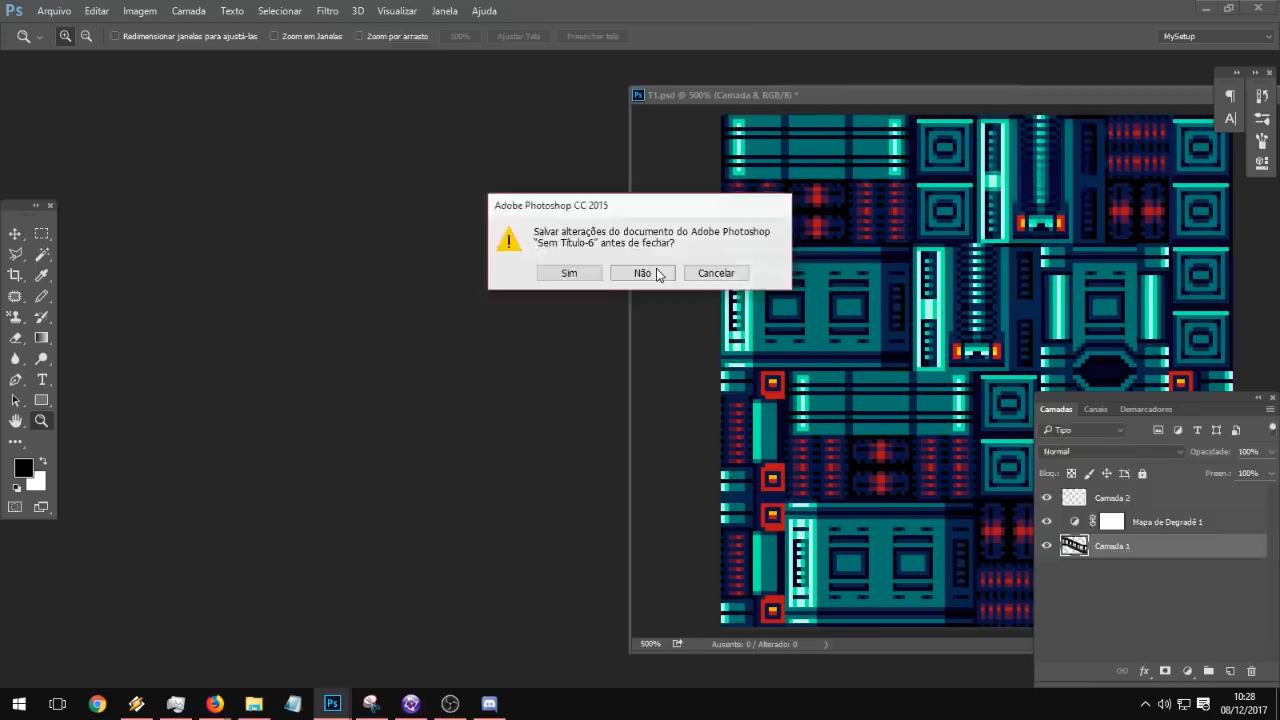 Ps Arquivo Editar Imagem Camada Texto Selecionar Filtro 3D Visualizar Janela Ajuda
Redimensionar janelas para ajustá-las Zoom em Janelas Zoom por arrasto 100% Ajustar Tela Preencher tela MySetup
Ps T1.psd @ 500% (Camada 8, RGB/8) *
Adobe Photoshop CC 2015
Salvar alterações do documento do Adobe Photoshop
"Sem Título-6" antes de fechar?
Sim Não Cancelar
Camadas Canais Demarcadores
Tipo
Normal Opacidade: 100%
Bloq.: Preen.: 100%
Camada 2
Mapa de Degradê 1
Camada 1
500% Ausente: 0 / Alterado: 0
fx
Ps 10:28
08/12/2017